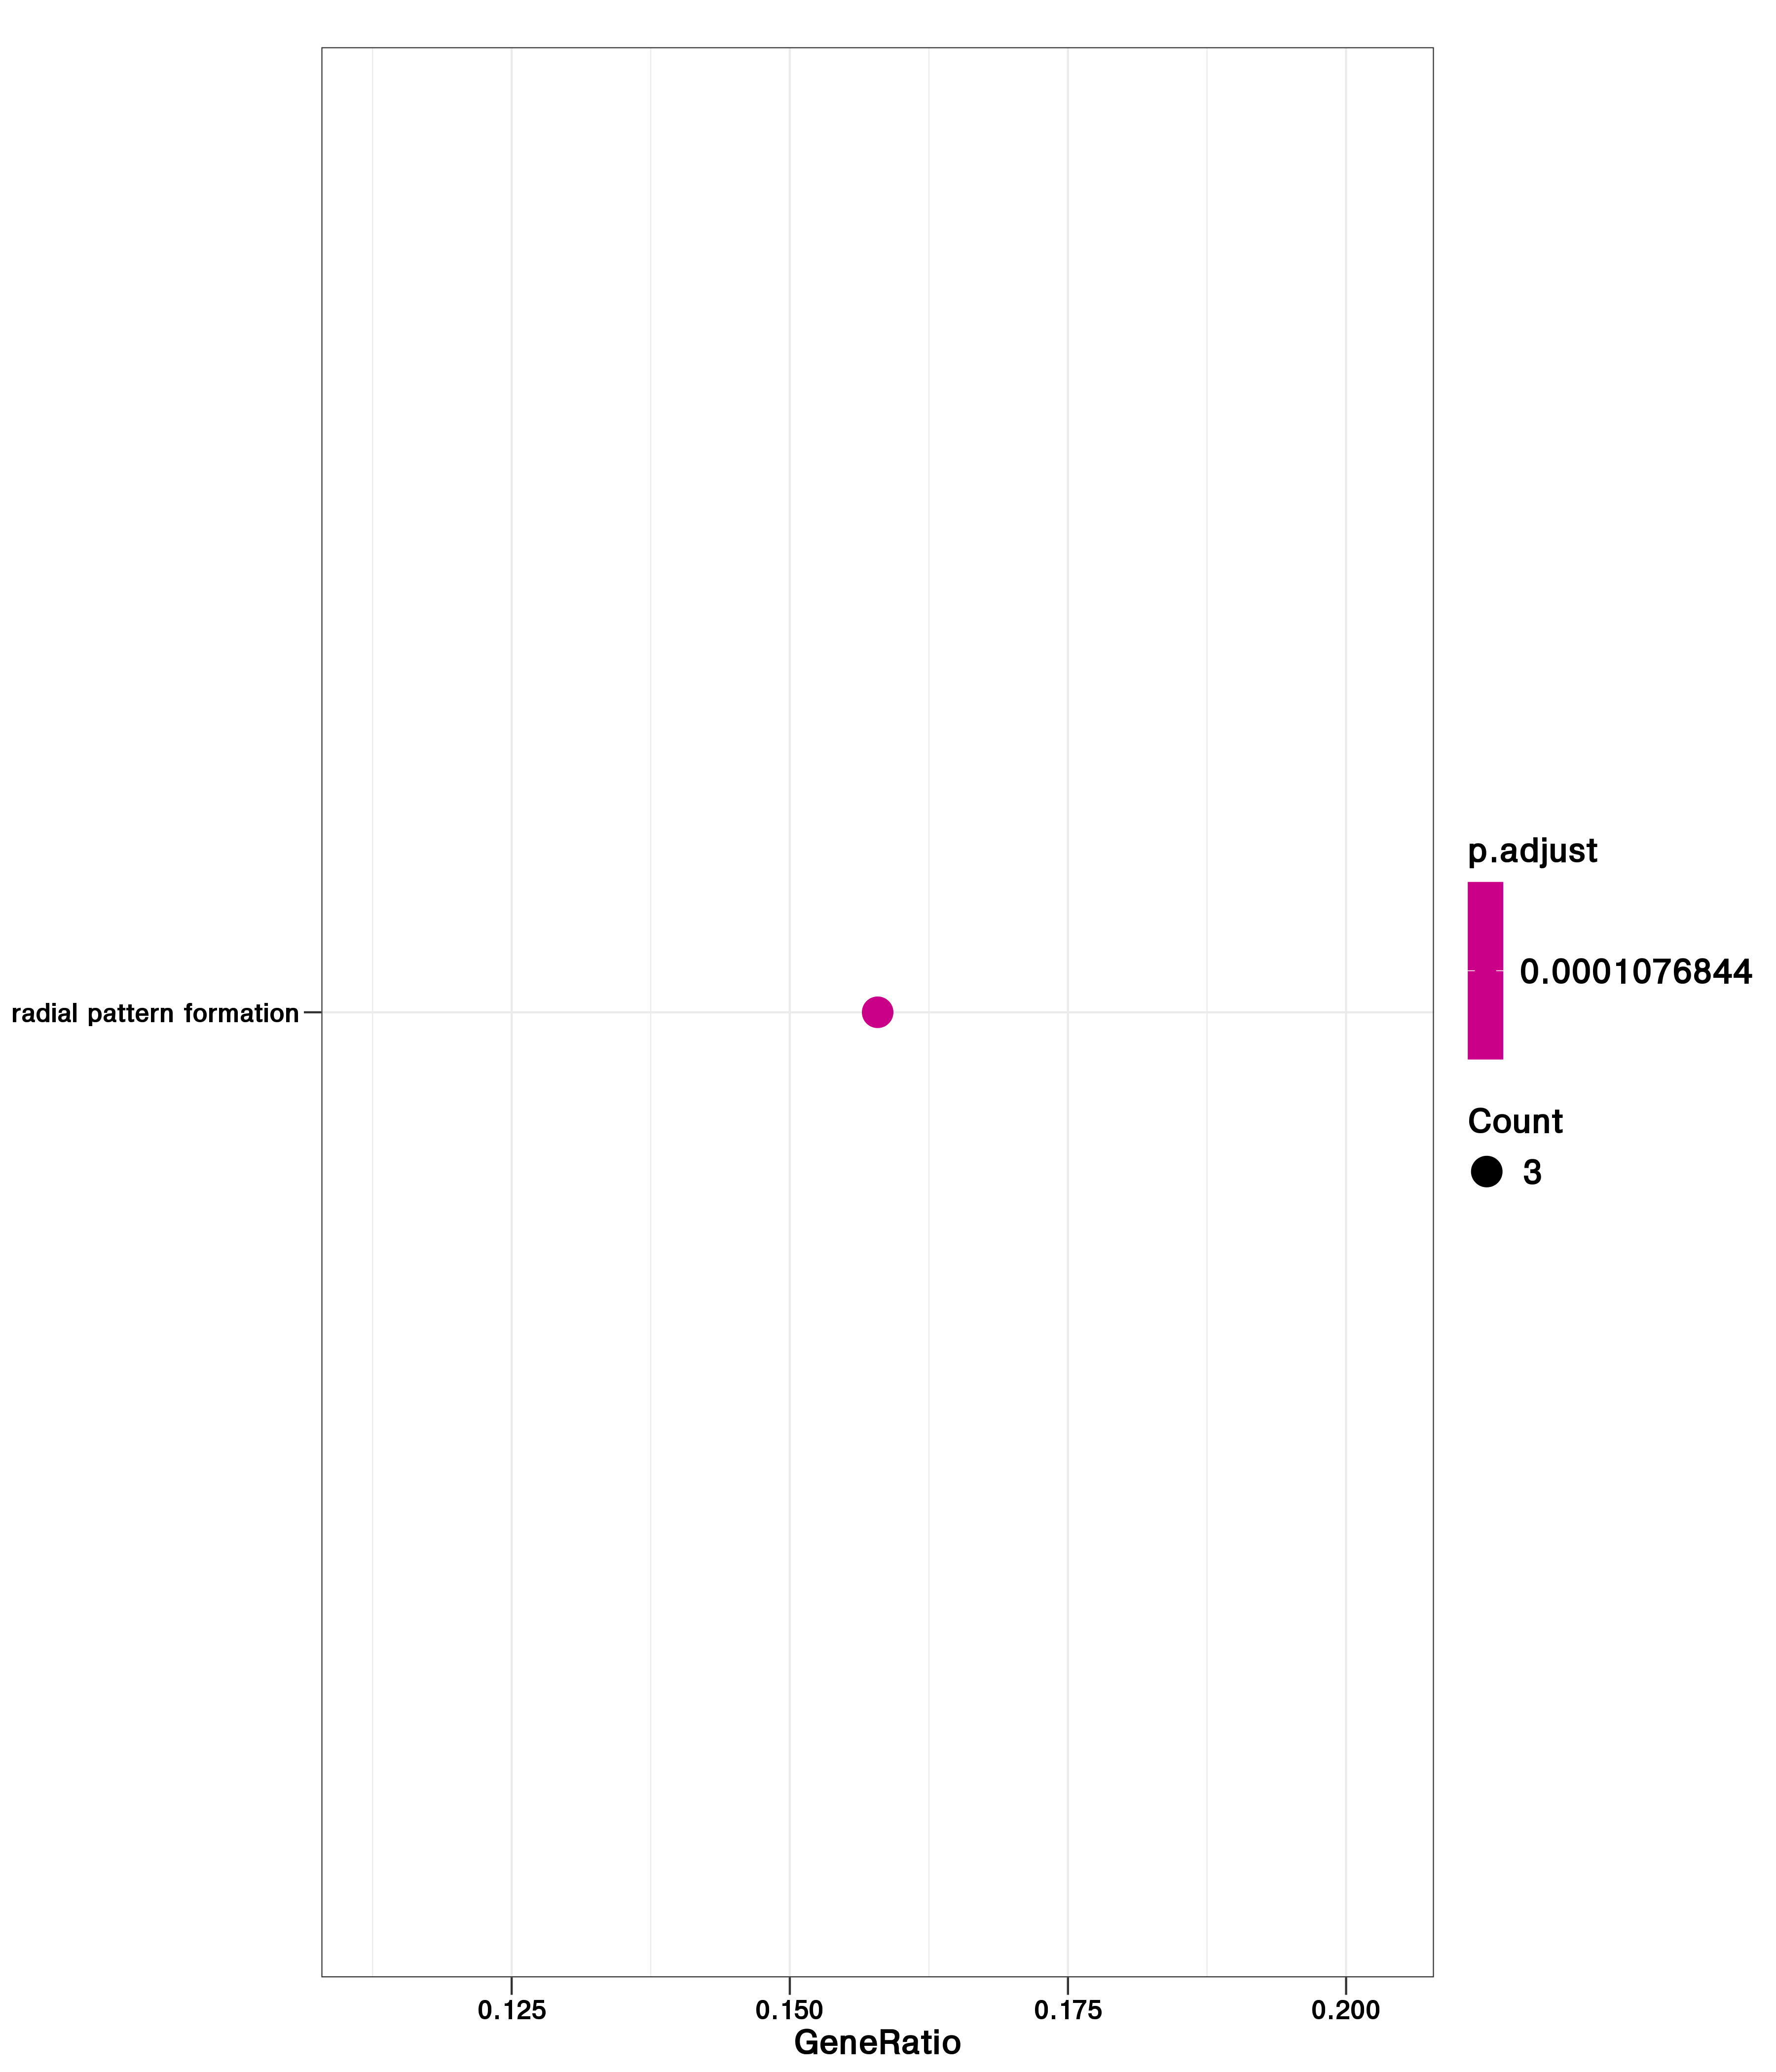 radial pattern formation
0.125
0.150
0.175
0.200
GeneRatio
p.adjust
0.0001076844
Count
3